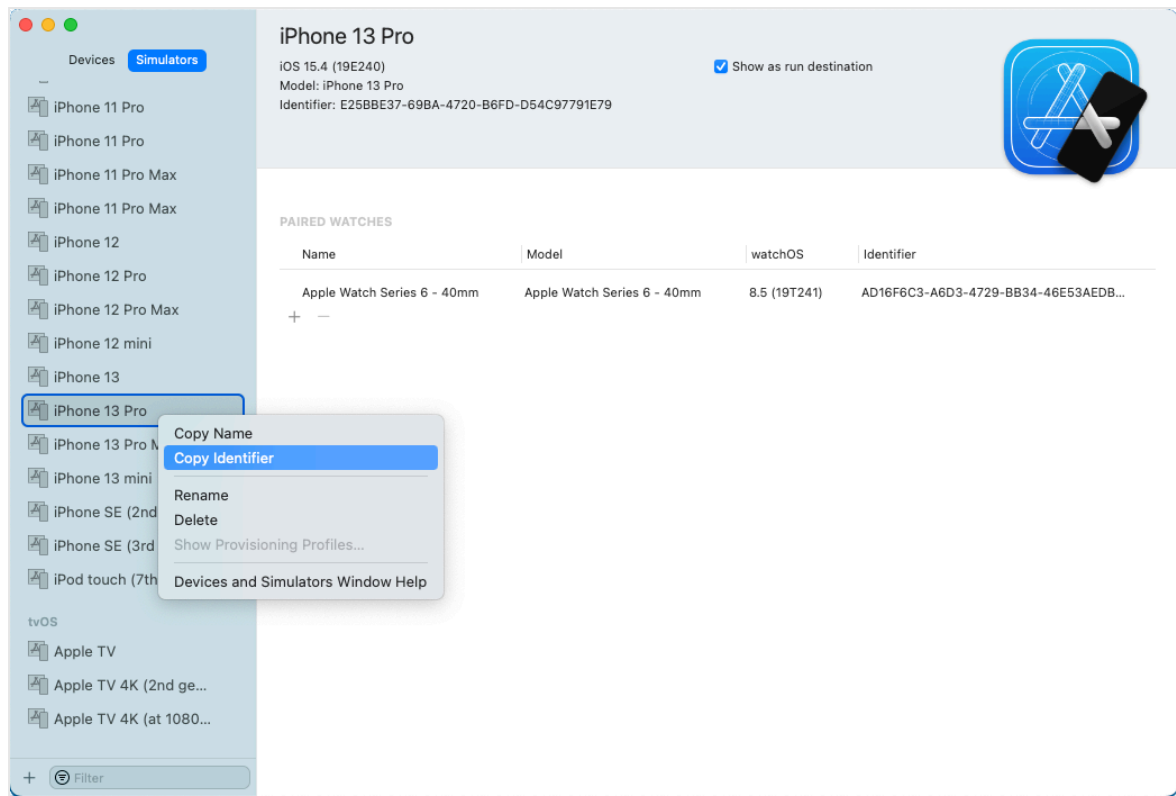 Devices
Simulators
iPhone 11 Pro
iPhone 11 Pro
iPhone 11 Pro Max
iPhone 11 Pro Max
iPhone 12
iPhone 12 Pro
iPhone 12 Pro Max
iPhone 12 mini
iPhone 13
iPhone 13 Pro
iPhone 13 Pro M
iPhone 13 mini
iPhone SE (2nd
iPhone SE (3rd
iPod touch (7th
tvOS
Apple TV
Apple TV 4K (2nd ge...
Apple TV 4K (at 1080...
Filter
Copy Name
Copy Identifier
Rename
Delete
Show Provisioning Profiles...
Devices and Simulators Window Help
iPhone 13 Pro
iOS 15.4 (19E240)
Model: iPhone 13 Pro
Identifier: E25BBE37-69BA-4720-B6FD-D54C97791E79
Show as run destination
PAIRED WATCHES
Name Model watchOS Identifier
Apple Watch Series 6 - 40mm Apple Watch Series 6 - 40mm 8.5 (19T241) AD16F6C3-A6D3-4729-BB34-46E53AEDB...